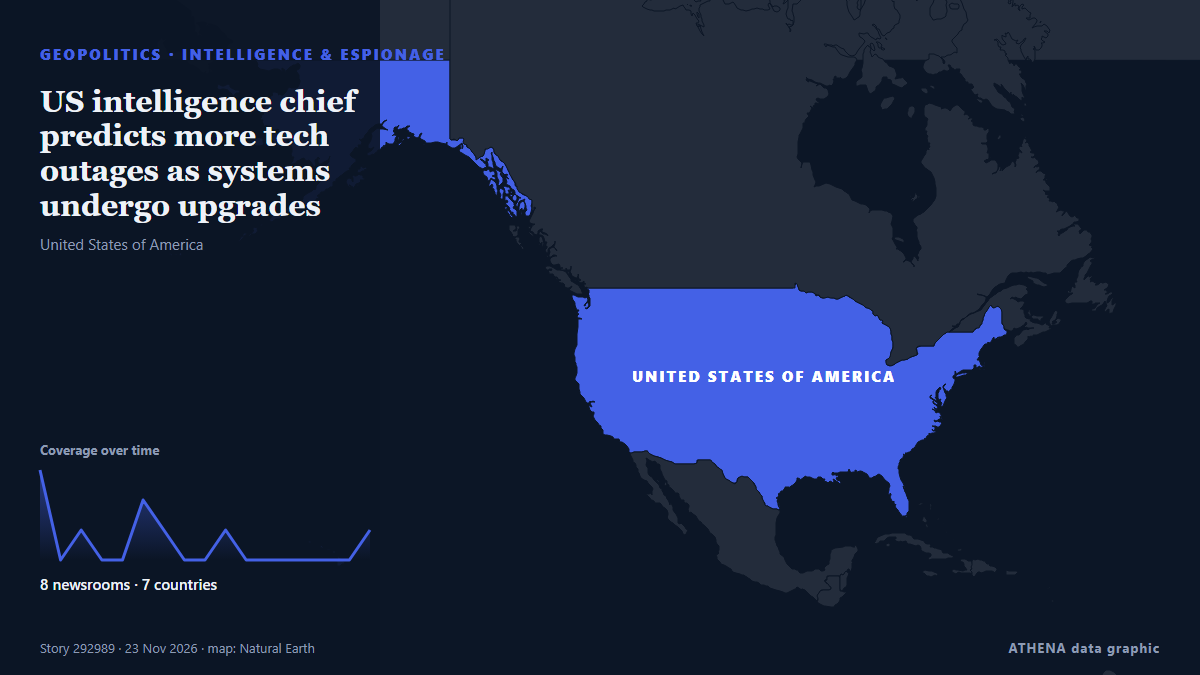 GEOPOLITICS · INTELLIGENCE & ESPIONAGE
US intelligence chief
predicts more tech
outages as systems
undergo upgrades
United States of America
UNITED STATES OF AMERICA
Coverage over time
8 newsrooms · 7 countries
Story 292989 · 23 Nov 2026 · map: Natural Earth
ATHENA data graphic